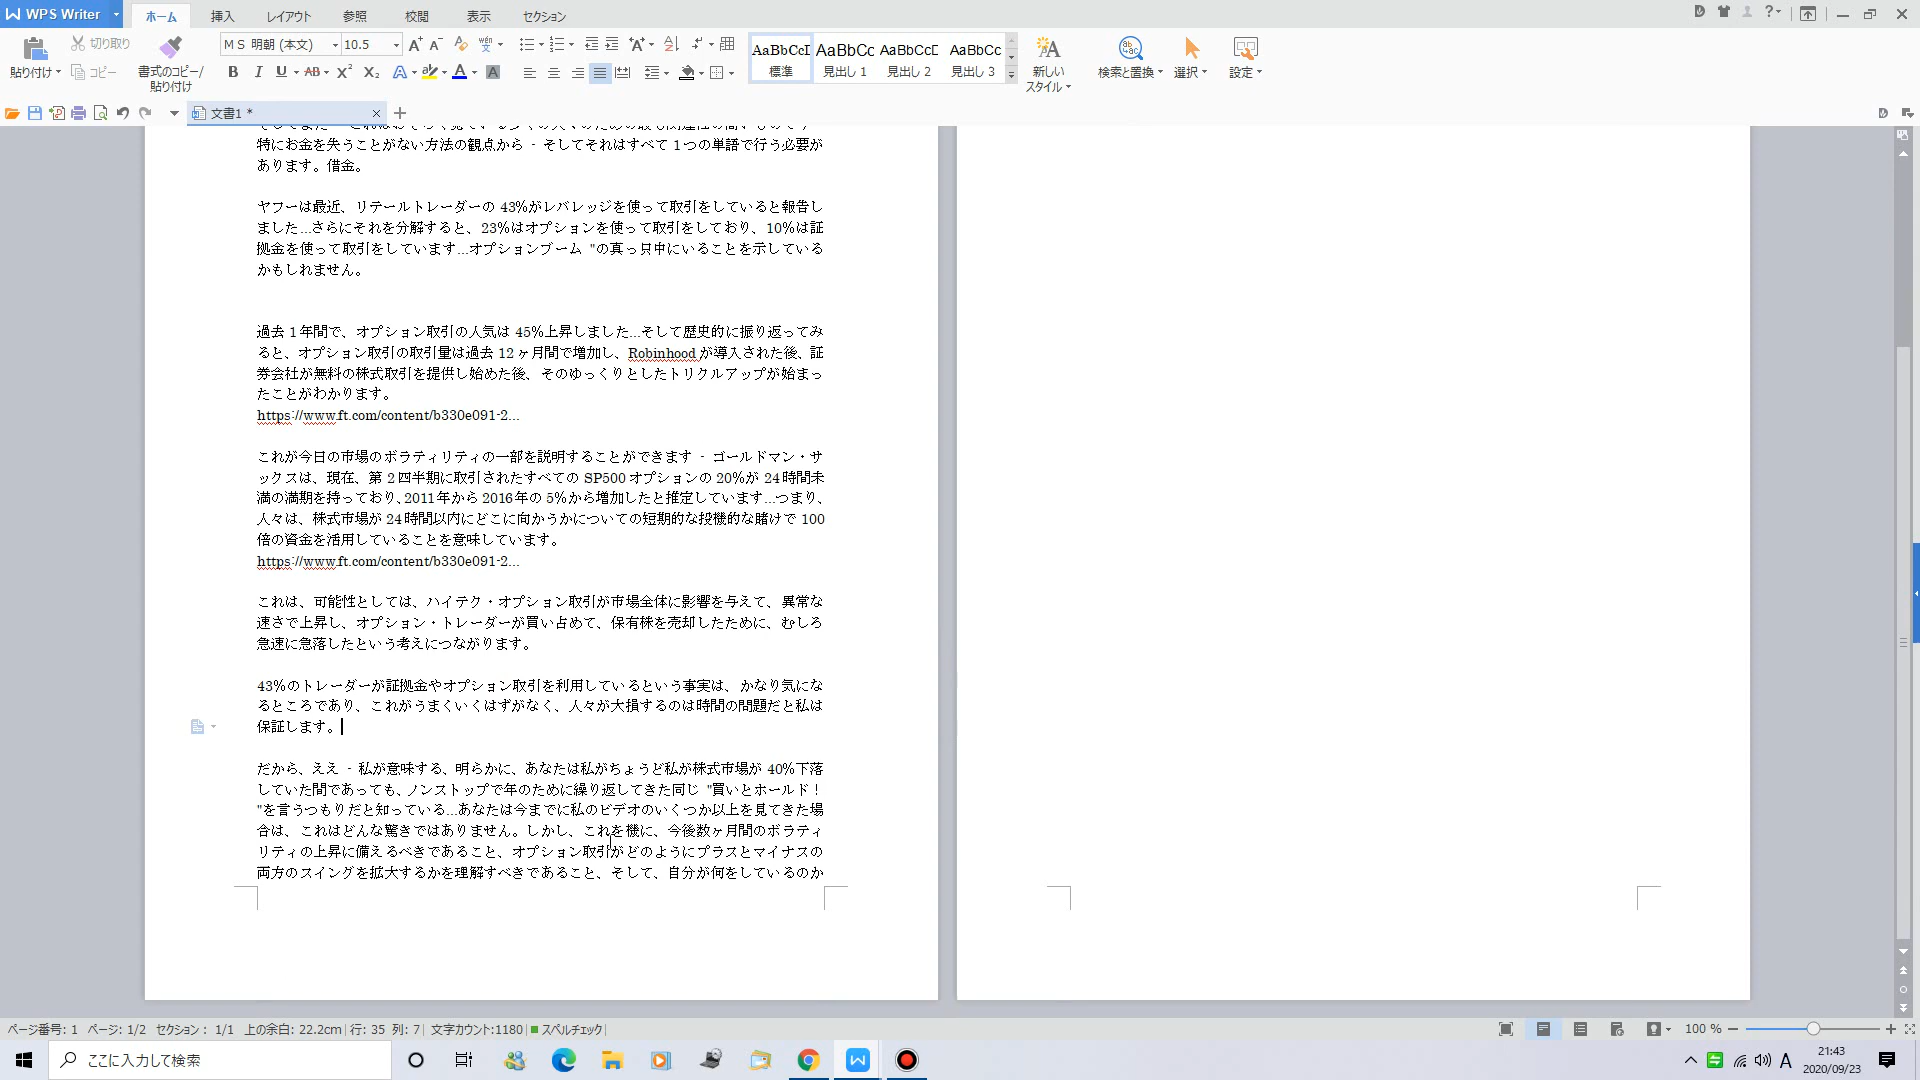 WPS Writer
ホーム 挿入 レイアウト 参照 校閲 表示 セクション
貼り付け 切り取り コピー 書式のコピー/貼り付け
ＭＳ 明朝 (本文) 10.5
AaBbCcD 標準 AaBbCc 見出し 1 AaBbCcD 見出し 2 AaBbCc 見出し 3
新しいスタイル 検索と置換 選択 設定
文書1 *
特にお金を失うことがない方法の観点から - そしてそれはすべて 1 つの単語で行う必要が
あります。借金。
ヤフーは最近、リテールトレーダーの 43%がレバレッジを使って取引をしていると報告し
ました...さらにそれを分解すると、23%はオプションを使って取引をしており、10%は証
拠金を使って取引をしています...オプションブーム "の真っ只中にいることを示している
かもしれません。
過去 1 年間で、オプション取引の人気は 45%上昇しました...そして歴史的に振り返ってみ
ると、オプション取引の取引量は過去 12 ヶ月間で増加し、Robinhood が導入された後、証
券会社が無料の株式取引を提供し始めた後、そのゆっくりとしたトリクルアップが始まっ
たことがわかります。
https://www.ft.com/content/b330e091-2...
これが今日の市場のボラティリティの一部を説明することができます - ゴールドマン・サ
ックスは、現在、第 2 四半期に取引されたすべての SP500 オプションの 20%が 24 時間未
満の満期を持っており、2011 年から 2016 年の 5%から増加したと推定しています...つまり、
人々は、株式市場が 24 時間以内にどこに向かうかについての短期的な投機的な賭けで 100
倍の資金を活用していることを意味しています。
https://www.ft.com/content/b330e091-2...
これは、可能性としては、ハイテク・オプション取引が市場全体に影響を与えて、異常な
速さで上昇し、オプション・トレーダーが買い占めて、保有株を売却したために、むしろ
急速に急落したという考えにつながります。
43%のトレーダーが証拠金やオプション取引を利用しているという事実は、かなり気にな
るところであり、これがうまくいくはずがなく、人々が大損するのは時間の問題だと私は
保証します。
だから、ええ - 私が意味する、明らかに、あなたは私がちょうど私が株式市場が 40%下落
していた間であっても、ノンストップで年のために繰り返してきた同じ "買いとホールド！
"を言うつもりだと知っている...あなたは今までに私のビデオのいくつか以上を見てきた場
合は、これはどんな驚きではありません。しかし、これを機に、今後数ヶ月間のボラティ
リティの上昇に備えるべきであること、オプション取引がどのようにプラスとマイナスの
両方のスイングを拡大するかを理解すべきであること、そして、自分が何をしているのか
ページ番号: 1 ページ: 1/2 セクション： 1/1 上の余白: 22.2cm 行: 35 列: 7 文字カウント:1180 スペルチェック 100 %
ここに入力して検索
A 21:43
2020/09/23